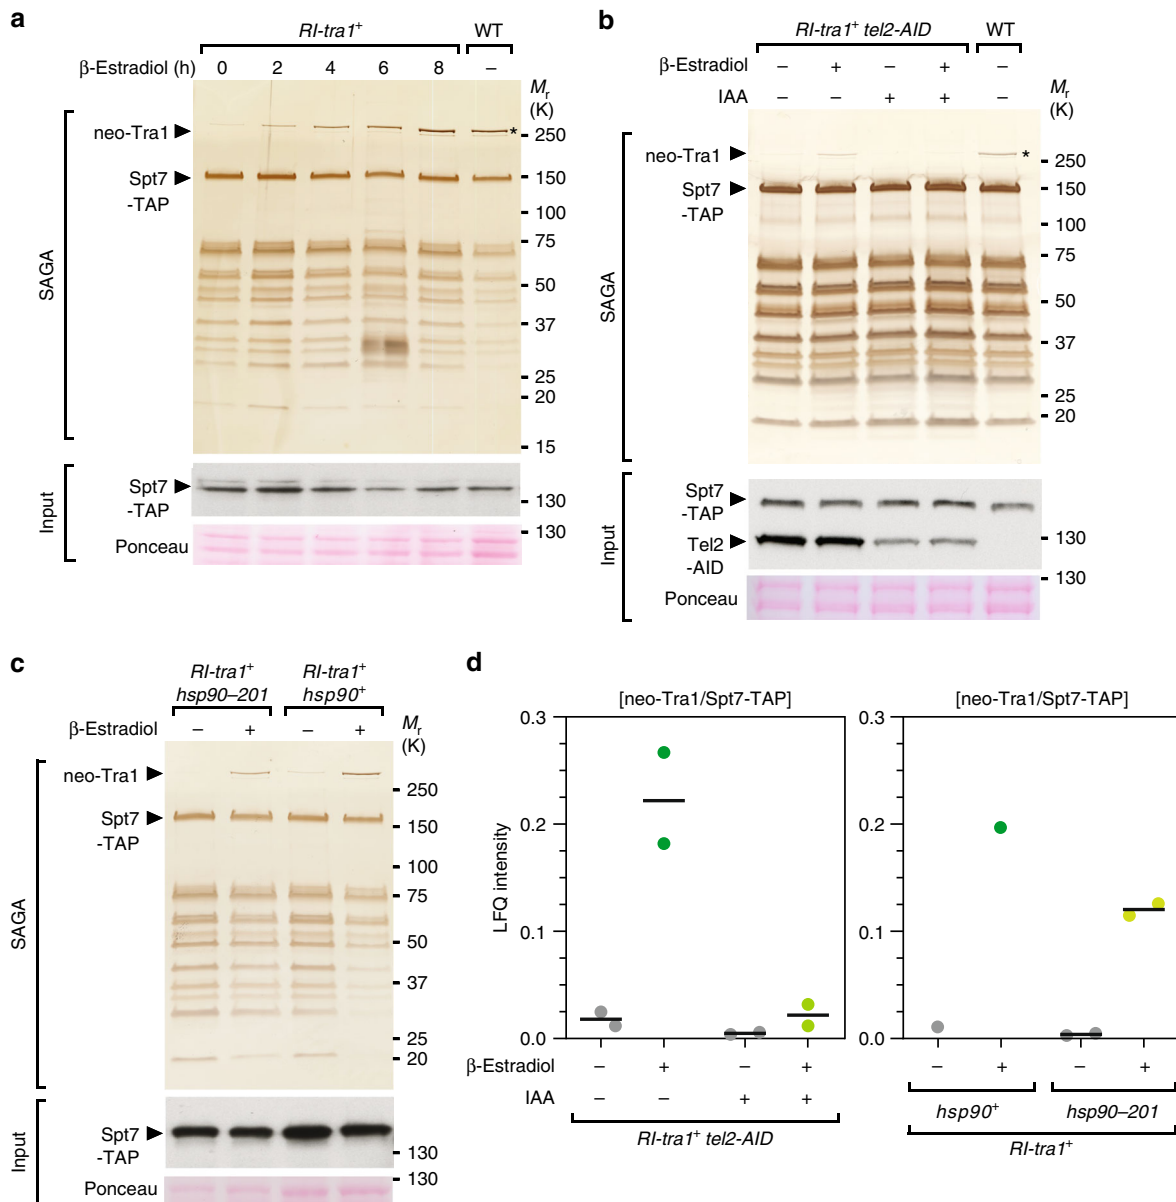 a
RI-tra1+ WT
β-Estradiol (h) 0 2 4 6 8 –
Mr (K)
neo-Tra1 * 250
Spt7 -TAP 150
100
75
50
37
25
20
15
SAGA
Input
Spt7 -TAP 130
Ponceau 130
b
RI-tra1+ tel2-AID WT
β-Estradiol – + – + –
IAA – – + + –
Mr (K)
neo-Tra1 * 250
Spt7 -TAP 150
100
75
50
37
25
20
SAGA
Input
Spt7 -TAP
Tel2 -AID 130
Ponceau 130
c
RI-tra1+ hsp90–201
RI-tra1+ hsp90+
β-Estradiol – + – +
Mr (K)
neo-Tra1 250
Spt7 -TAP 150
100
75
50
37
25
20
SAGA
Input
Spt7 -TAP 130
Ponceau 130
d
[neo-Tra1/Spt7-TAP]
LFQ intensity
0.3
0.2
0.1
0.0
β-Estradiol – + – +
IAA – – + +
RI-tra1+ tel2-AID
[neo-Tra1/Spt7-TAP]
0.3
0.2
0.1
0.0
– + – +
hsp90+ hsp90–201
RI-tra1+